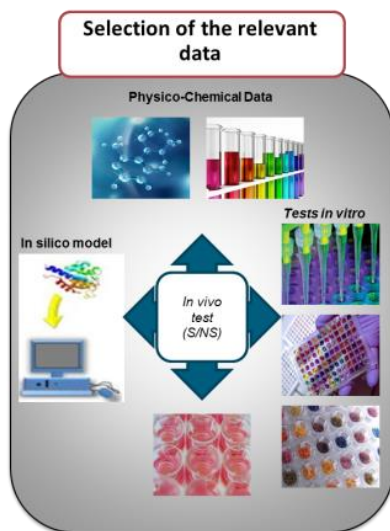 Selection of the relevant
data
Physico-Chemical Data
Tests in vitro
In silico model
In vivo
test
(S/NS)